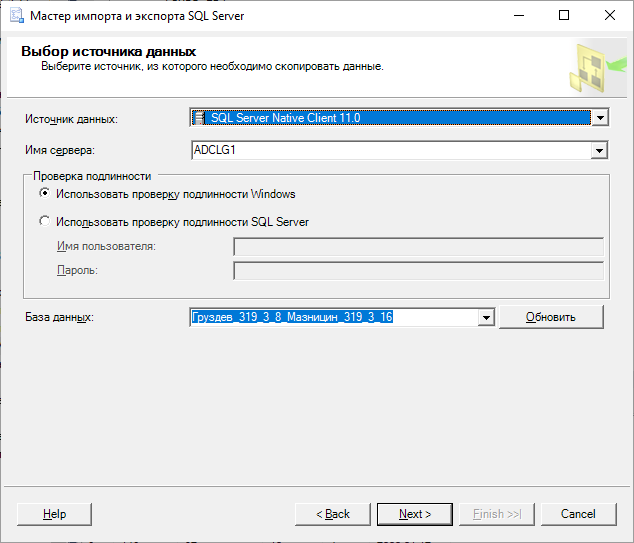 Мастер импорта и экспорта SQL Server
Выбор источника данных
Выберите источник, из которого необходимо скопировать данные.
Источник данных: SQL Server Native Client 11.0
Имя сервера: ADCLG1
Проверка подлинности
Использовать проверку подлинности Windows
Использовать проверку подлинности SQL Server
Имя пользователя:
Пароль:
База данных: Груздев_319_3_8_Мазницин_319_3_16 Обновить
Help < Back Next > Finish >>| Cancel